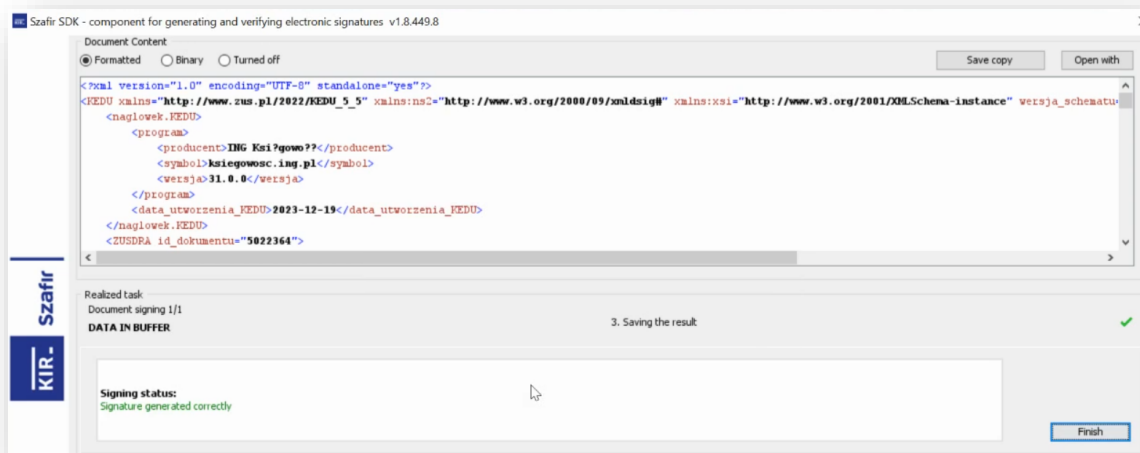 Szafir SDK - component for generating and verifying electronic signatures v1.8.449.8
Document Content
Formatted Binary Turned off
Save copy Open with
<?xml version="1.0" encoding="UTF-8" standalone="yes"?>
<KEDU xmlns="http://www.zus.pl/2022/KEDU_5_5" xmlns:ns2="http://www.w3.org/2000/09/xmldsig#" xmlns:xsi="http://www.w3.org/2001/XMLSchema-instance" wersja_schematu
<naglowek.KEDU>
<program>
<producent>ING Ksi?gowo??</producent>
<symbol>ksiegowosc.ing.pl</symbol>
<wersja>31.0.0</wersja>
</program>
<data_utworzenia_KEDU>2023-12-19</data_utworzenia_KEDU>
</naglowek.KEDU>
<ZUSDRA id_dokumentu="5022364">
Szafir
KIR.
Realized task
Document signing 1/1
DATA IN BUFFER
3. Saving the result
Signing status:
Signature generated correctly
Finish